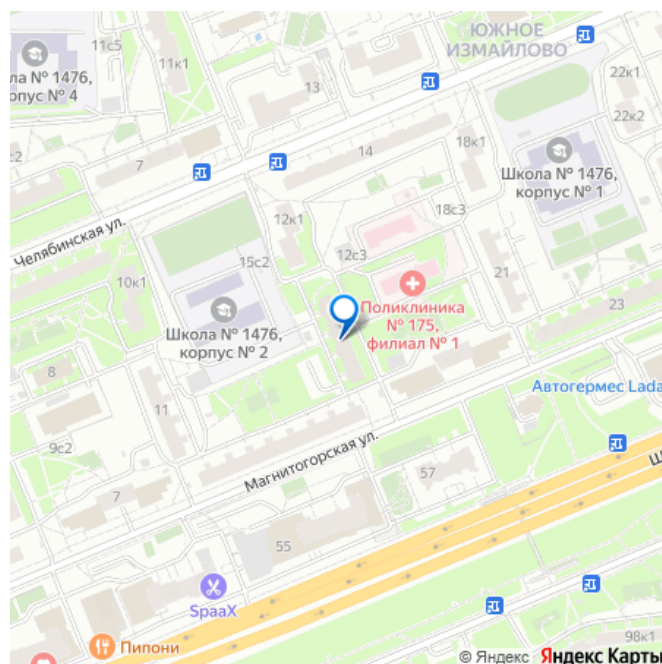 ЮЖНОЕ
ИЗМАЙЛОВО
11с5
11к1
ла № 1476,
рпус № 4
13
22к1
22к2
с2
7
14
18к1
Школа № 1476,
корпус № 1
18с3
Челябинская ул.
12к1
12с3
15с2
10к1
21
Поликлиника
№ 175,
филиал № 1
23
Школа № 1476,
корпус № 2
8
Автогермес Lada
11
9с2
Магнитогорская ул.
57
Ш
7
55
SpaaX
Пипони
98к1
© Яндекс Яндекс Карты